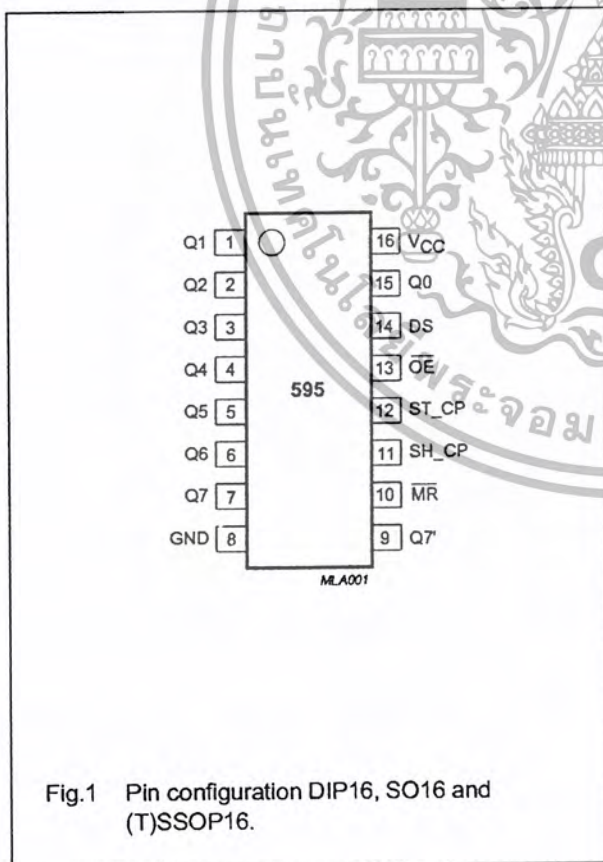 Q1 1 16 VCC
Q2 2 15 Q0
Q3 3 14 DS
Q4 4 13 O̅E̅
595
Q5 5 12 ST_CP
Q6 6 11 SH_CP
Q7 7 10 M̅R̅
GND 8 9 Q7'
MLA001
Fig.1 Pin configuration DIP16, SO16 and
(T)SSOP16.